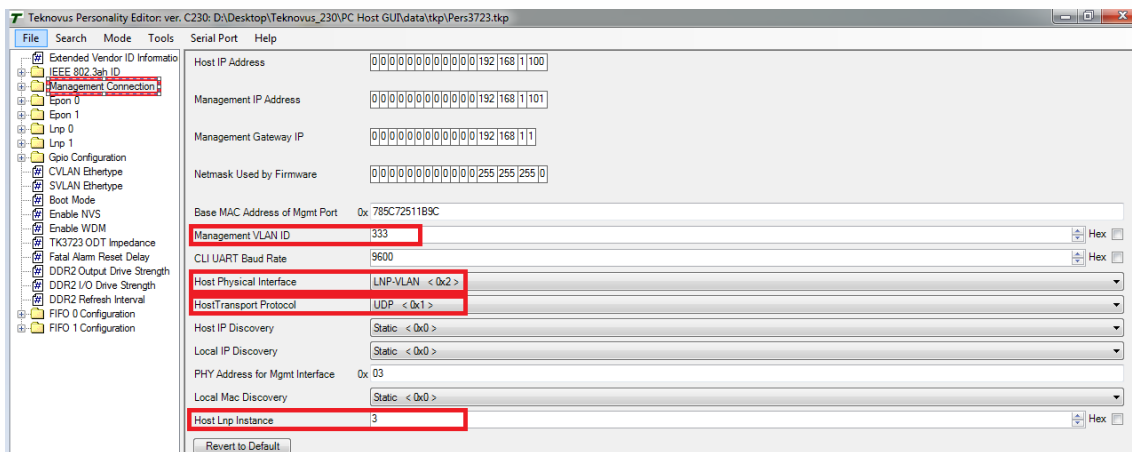 Teknovus Personality Editor: ver. C230: D:\Desktop\Teknovus_230\PC Host GUI\data\tkp\Pers3723.tkp
File Search Mode Tools Serial Port Help
Extended Vendor ID Informatio
IEEE 802.3ah ID
Management Connection
Epon 0
Epon 1
Lnp 0
Lnp 1
Gpio Configuration
CVLAN Ethertype
SVLAN Ethertype
Boot Mode
Enable NVS
Enable WDM
TK3723 ODT Impedance
Fatal Alarm Reset Delay
DDR2 Output Drive Strength
DDR2 I/O Drive Strength
DDR2 Refresh Interval
FIFO 0 Configuration
FIFO 1 Configuration
Host IP Address 0 0 0 0 0 0 0 0 0 0 0 0 192 168 1 100
Management IP Address 0 0 0 0 0 0 0 0 0 0 0 0 192 168 1 101
Management Gateway IP 0 0 0 0 0 0 0 0 0 0 0 0 192 168 1 1
Netmask Used by Firmware 0 0 0 0 0 0 0 0 0 0 0 0 255 255 255 0
Base MAC Address of Mgmt Port 0x 785C72511B9C
Management VLAN ID 333 Hex
CLI UART Baud Rate 9600 Hex
Host Physical Interface LNP-VLAN < 0x2 >
HostTransport Protocol UDP < 0x1 >
Host IP Discovery Static < 0x0 >
Local IP Discovery Static < 0x0 >
PHY Address for Mgmt Interface 0x 03
Local Mac Discovery Static < 0x0 >
Host Lnp Instance 3 Hex
Revert to Default